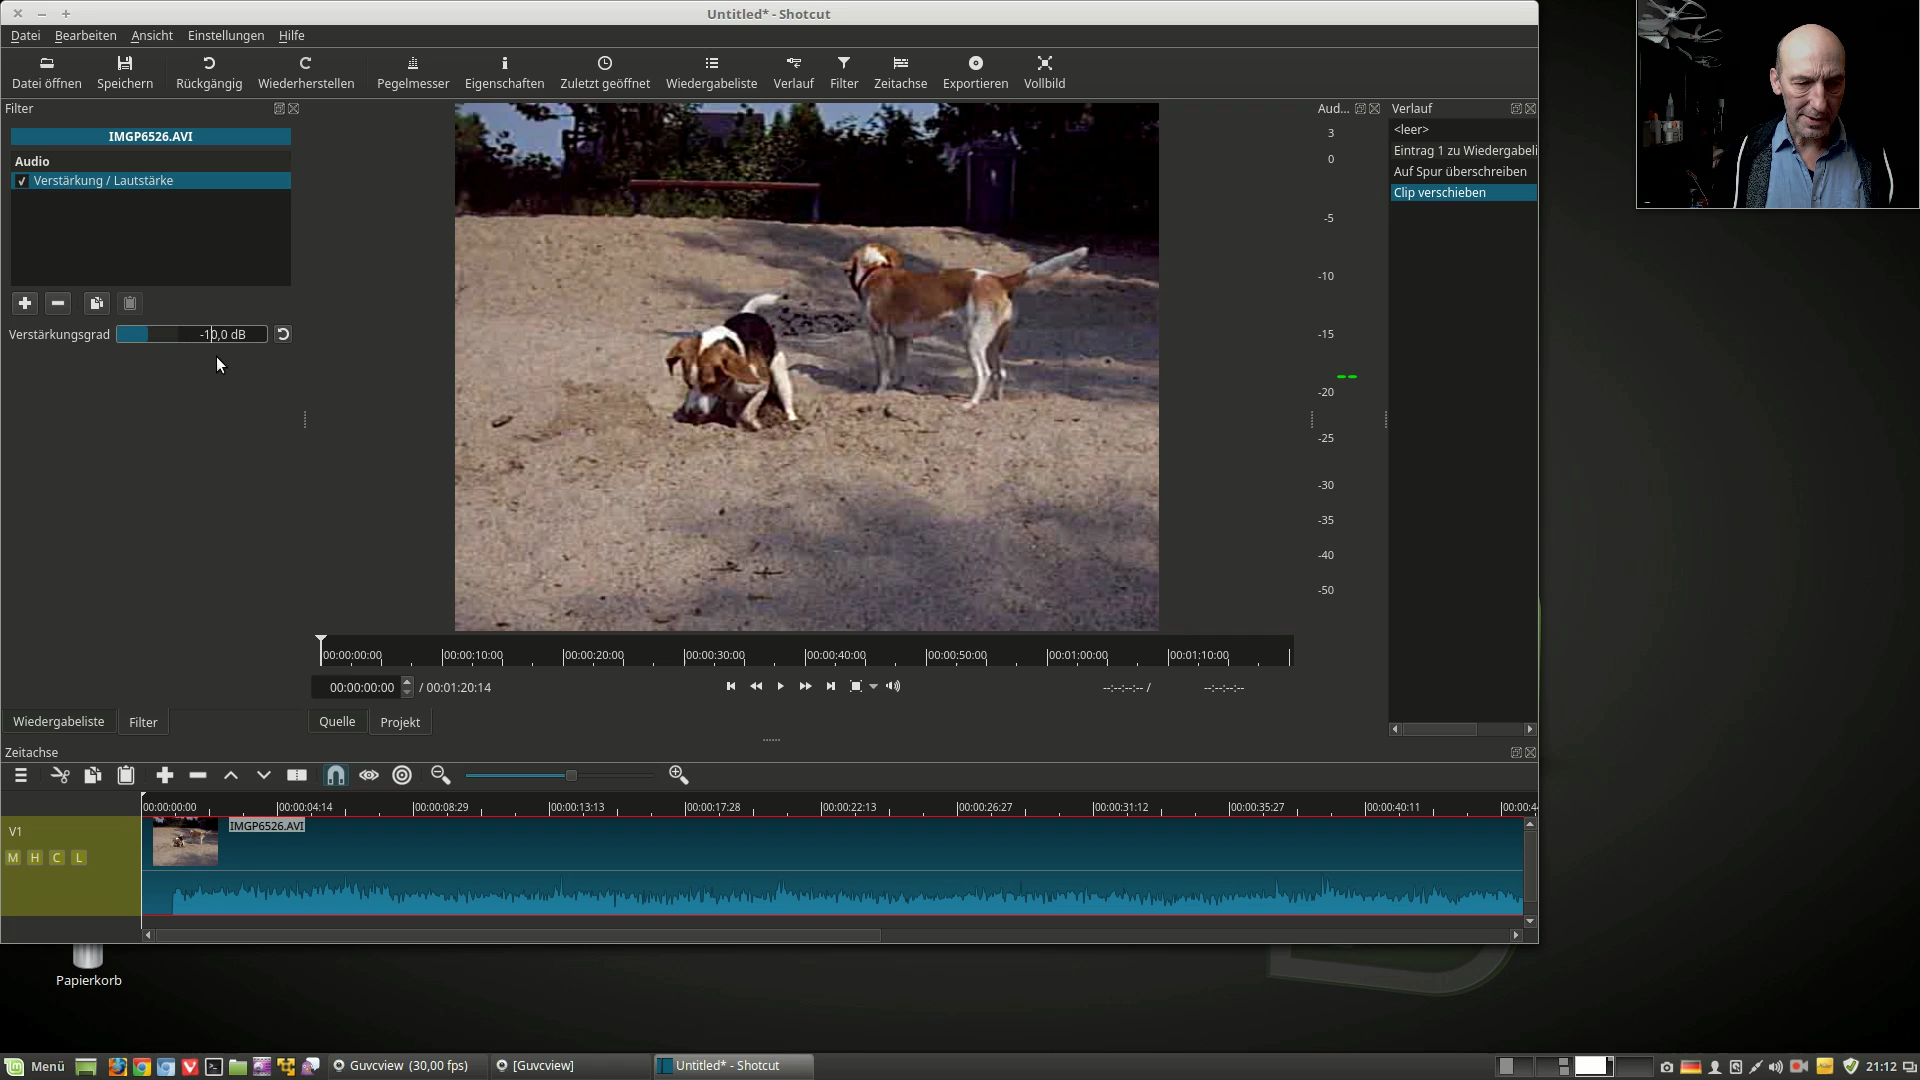 Untitled* - Shotcut
Datei Bearbeiten Ansicht Einstellungen Hilfe
Datei öffnen Speichern Rückgängig Wiederherstellen Pegelmesser Eigenschaften Zuletzt geöffnet Wiedergabeliste Verlauf Filter Zeitachse Exportieren Vollbild
Filter
IMGP6526.AVI
Audio
Verstärkung / Lautstärke
Verstärkungsgrad -10,0 dB
Aud...
3
0
-5
-10
-15
-20
-25
-30
-35
-40
-50
Verlauf
<leer>
Eintrag 1 zu Wiedergabeli
Auf Spur überschreiben
Clip verschieben
00:00:00:00 00:00:10:00 00:00:20:00 00:00:30:00 00:00:40:00 00:00:50:00 00:01:00:00 00:01:10:00
00:00:00:00 / 00:01:20:14 --:--:--:-- / --:--:--:--
Wiedergabeliste Filter Quelle Projekt
Zeitachse
00:00:00:00 00:00:04:14 00:00:08:29 00:00:13:13 00:00:17:28 00:00:22:13 00:00:26:27 00:00:31:12 00:00:35:27 00:00:40:11 00:00:4
V1
IMGP6526.AVI
M H C L
Papierkorb
Menü Guvcview (30,00 fps) [Guvcview] Untitled* - Shotcut 21:12